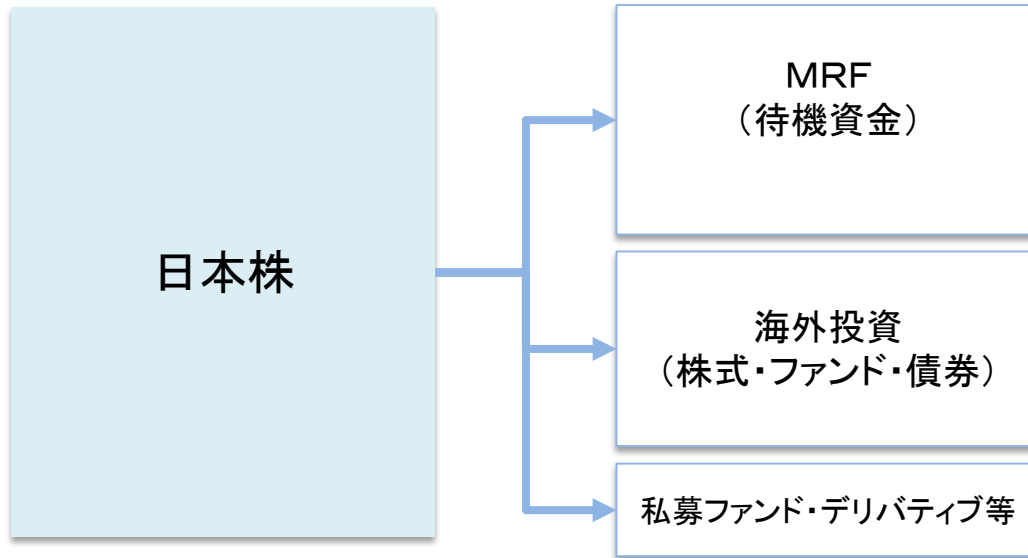 日本株
MRF
（待機資金）
海外投資
（株式・ファンド・債券）
私募ファンド・デリバティブ等